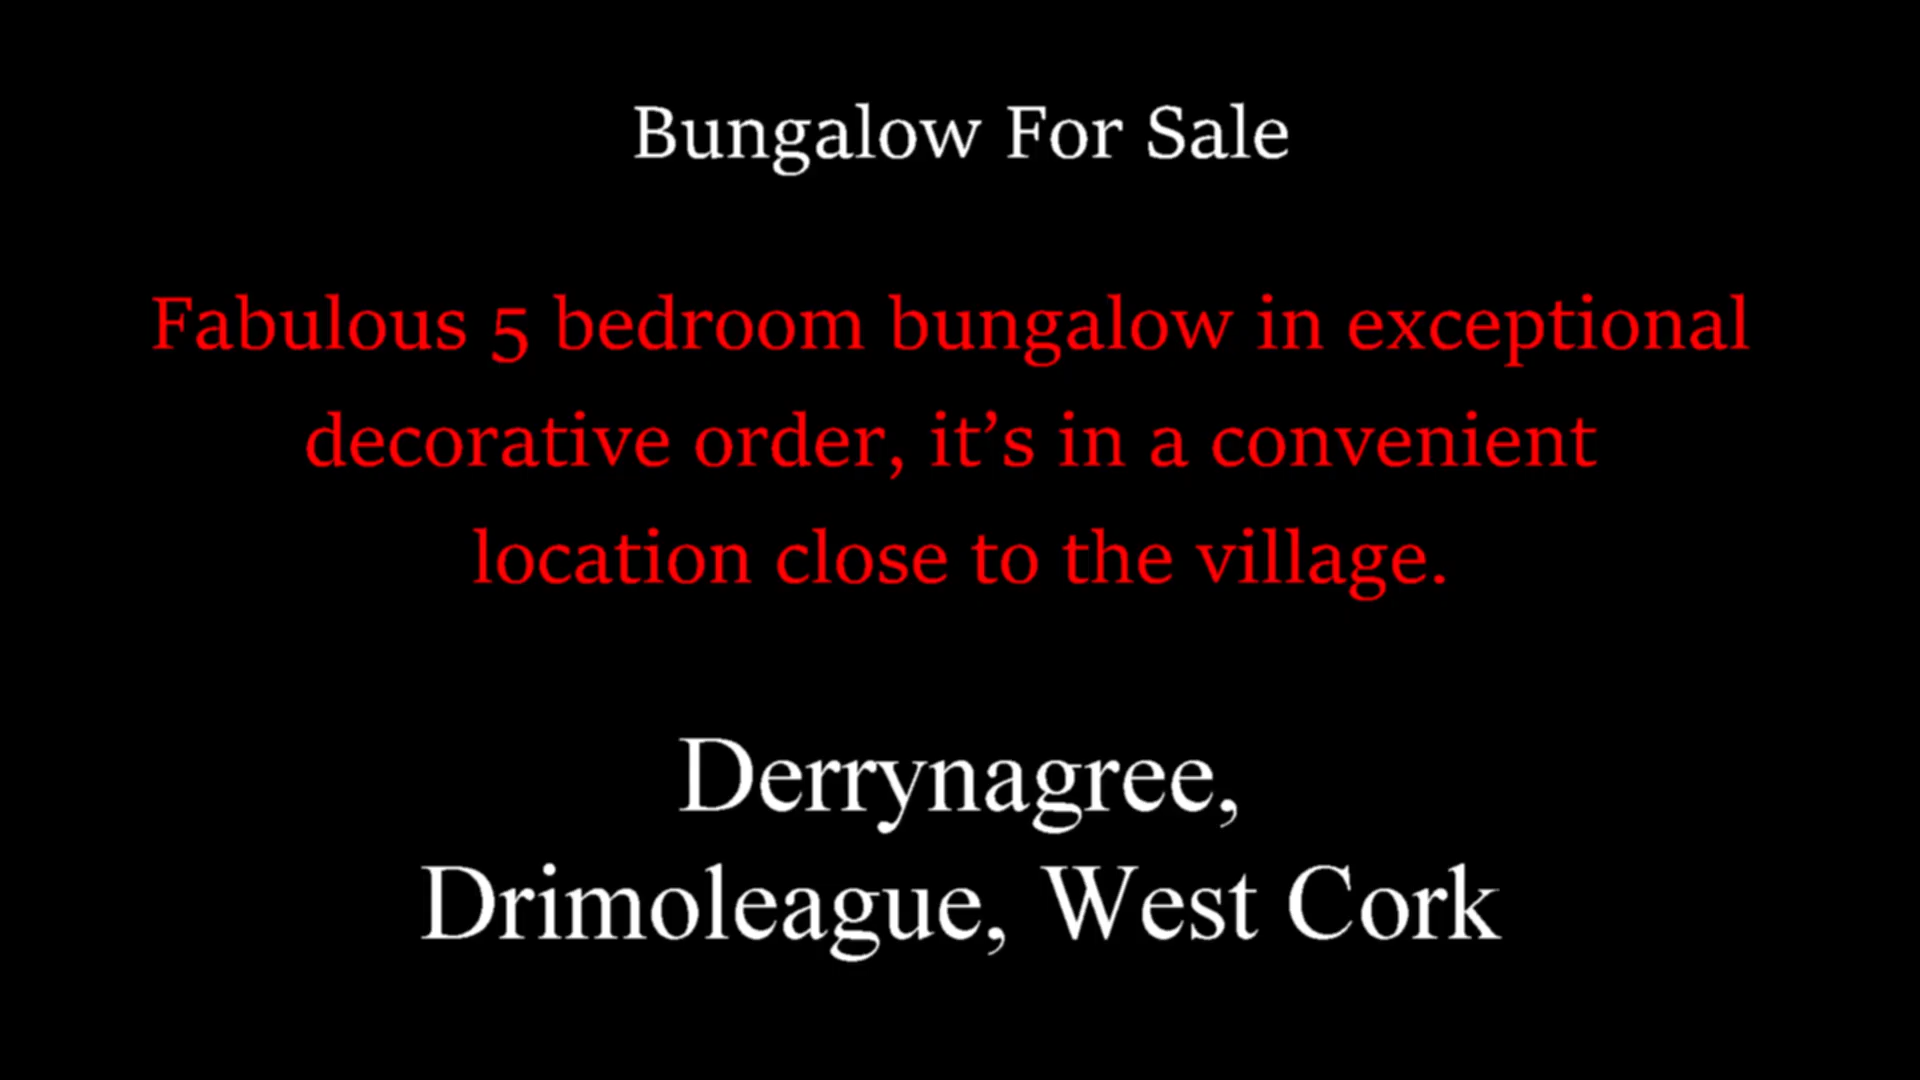 Bungalow For Sale
Fabulous 5 bedroom bungalow in exceptional
decorative order, it’s in a convenient
location close to the village.
Derrynagree,
Drimoleague, West Cork